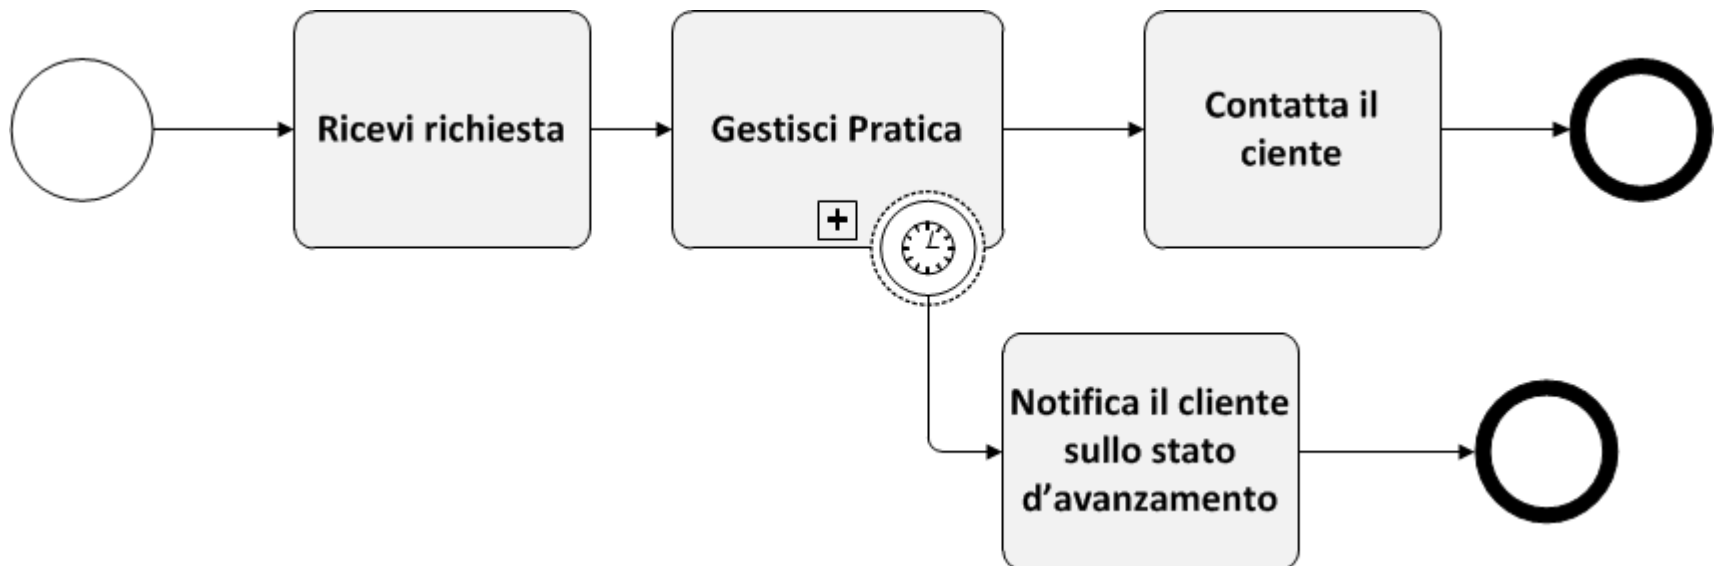 Ricevi richiesta
Gestisci Pratica
Contatta il
ciente
Notifica il cliente
sullo stato
d'avanzamento